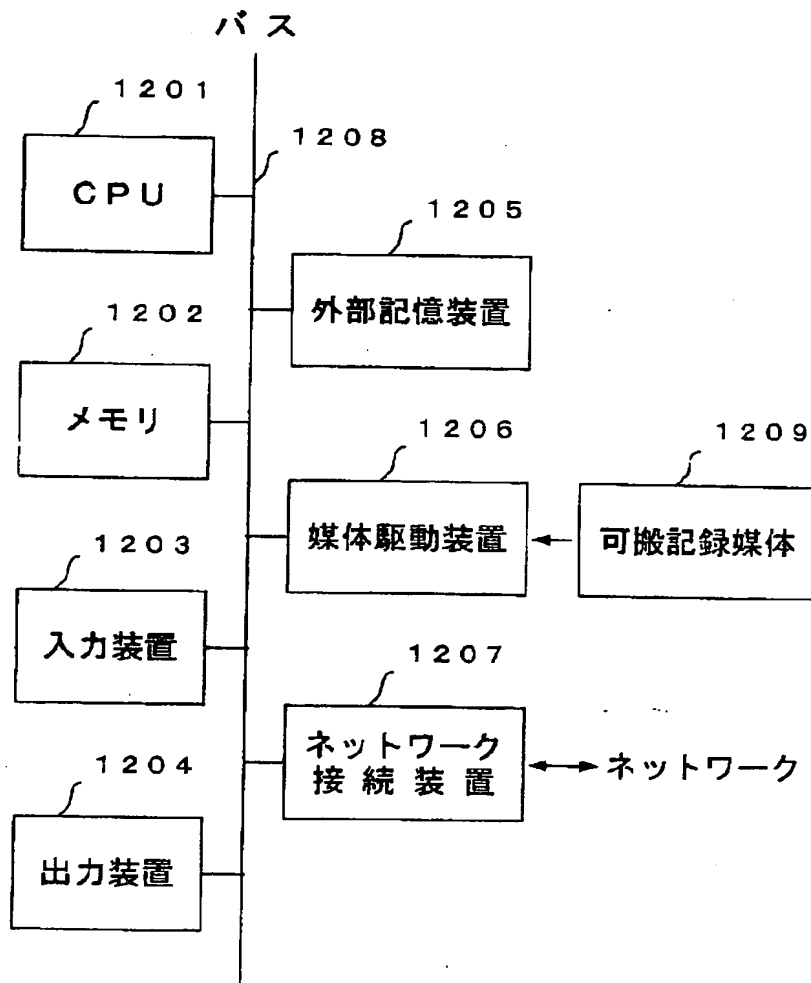 バス
1201
1208
CPU
1205
外部記憶装置
1202
メモリ
1206
1209
媒体駆動装置
可搬記録媒体
1203
入力装置
1207
ネットワーク
接続装置
ネットワーク
1204
出力装置